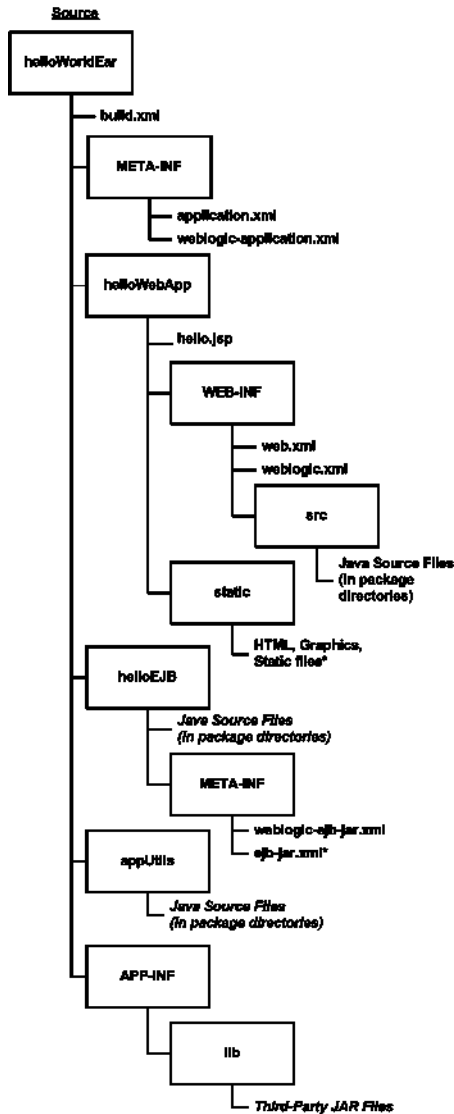 Source
helloWorldEar
build.xml
META-INF
application.xml
weblogic-application.xml
helloWebApp
hello.jsp
WEB-INF
web.xml
weblogic.xml
src
Java Source Files
(in package
directories)
static
HTML, Graphics,
Static files*
helloEJB
Java Source Files
(in package directories)
META-INF
weblogic-ejb-jar.xml
ejb-jar.xml*
appUtils
Java Source Files
(in package directories)
APP-INF
lib
Third-Party JAR Files